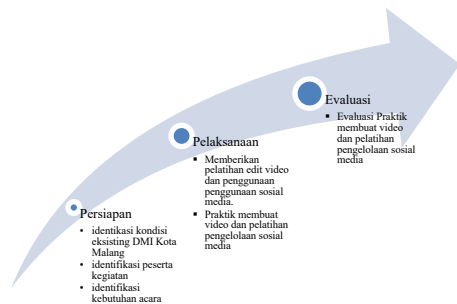 Evaluasi
▪ Evaluasi Praktik
membuat video
dan pelatihan
pengelolaan sosial
media
Pelaksanaan
▪ Memberikan
pelatihan edit video
dan penggunaan
penggunaan sosial
media.
▪ Praktik membuat
video dan pelatihan
pengelolaan sosial
media
Persiapan
• identikasi kondisi
eksisting DMI Kota
Malang
• identifikasi peserta
kegiatan
• identifikasi
kebutuhan acara